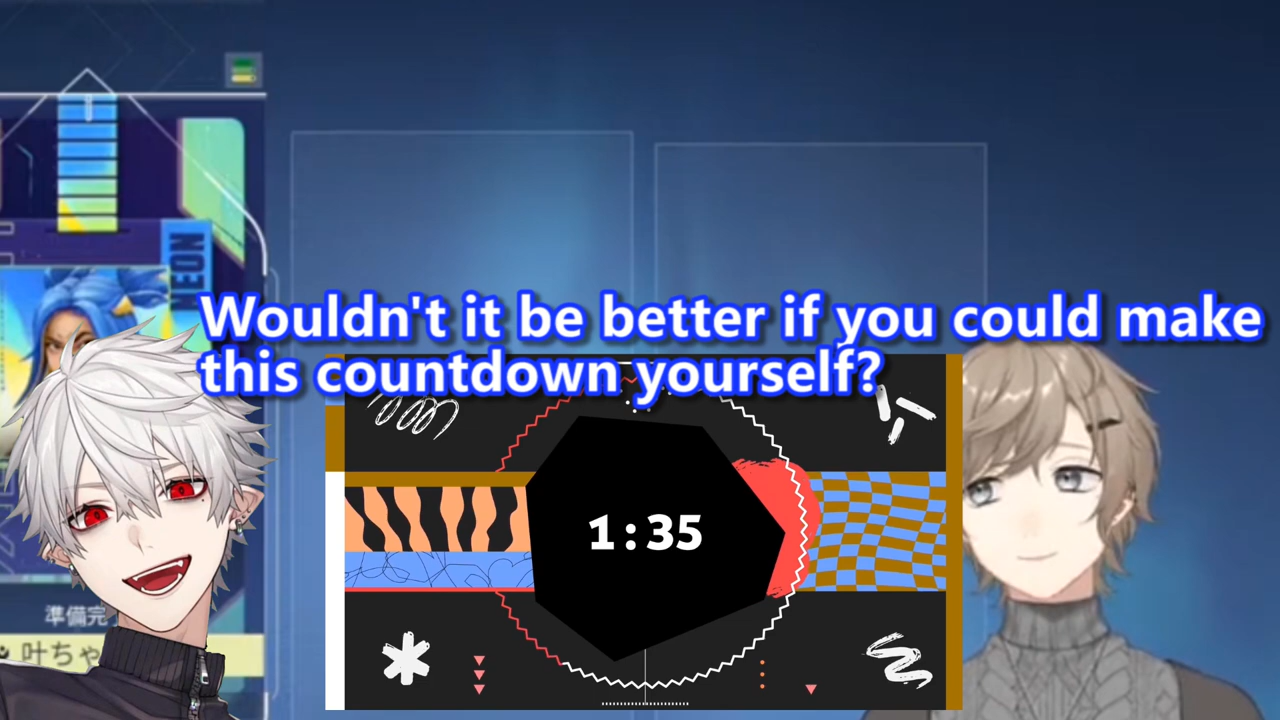 NEON
Wouldn't it be better if you could make
this countdown yourself?
1:35
準備完
叶ちゃ